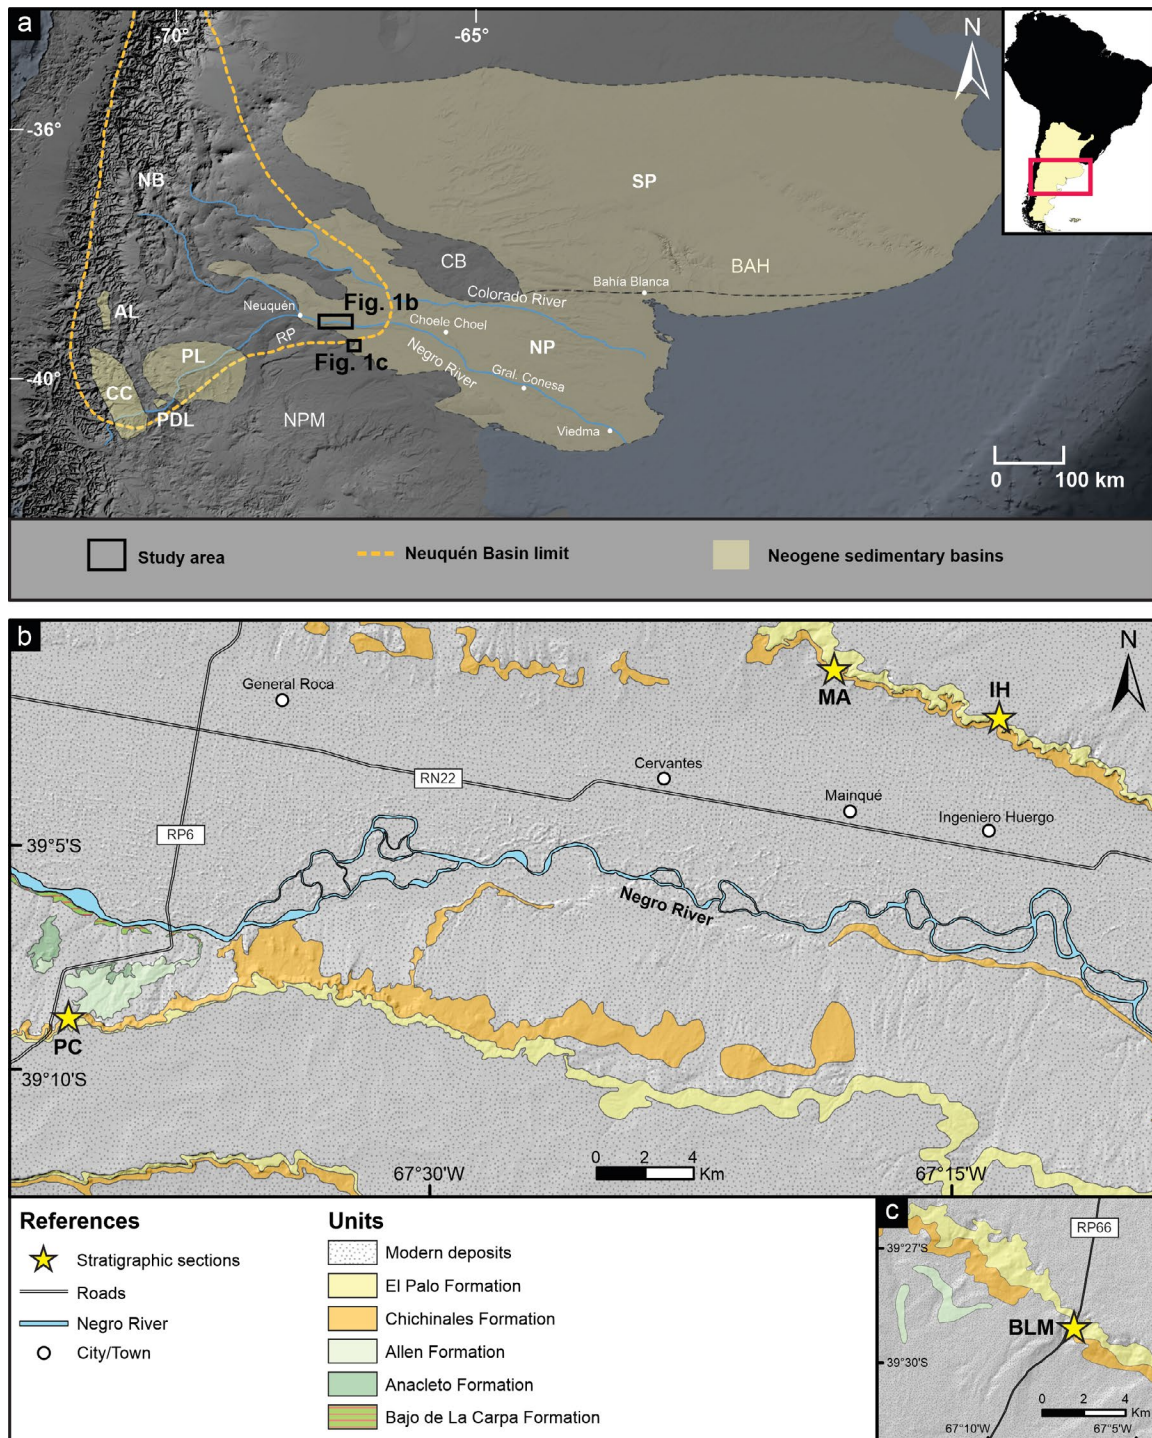 a
-70°
-65°
N
-36°
NB
SP
CB
BAH
Bahía Blanca
Colorado River
Neuquén
Fig. 1b
AL
RP
Choele Choel
PL
Fig. 1c
NP
Negro River
-40°
Gral. Conesa
CC
PDL
NPM
Viedma
0 100 km
Study area
Neuquén Basin limit
Neogene sedimentary basins
b
N
General Roca
MA
IH
Cervantes
RN22
Mainqué
Ingeniero Huergo
RP6
39°5'S
Negro River
PC
39°10'S
67°30'W
0 2 4
Km
67°15'W
References
Stratigraphic sections
Roads
Negro River
City/Town
Units
Modern deposits
El Palo Formation
Chichinales Formation
Allen Formation
Anacleto Formation
Bajo de La Carpa Formation
c
RP66
39°27'S
BLM
39°30'S
0 2 4
Km
67°10'W
67°5'W